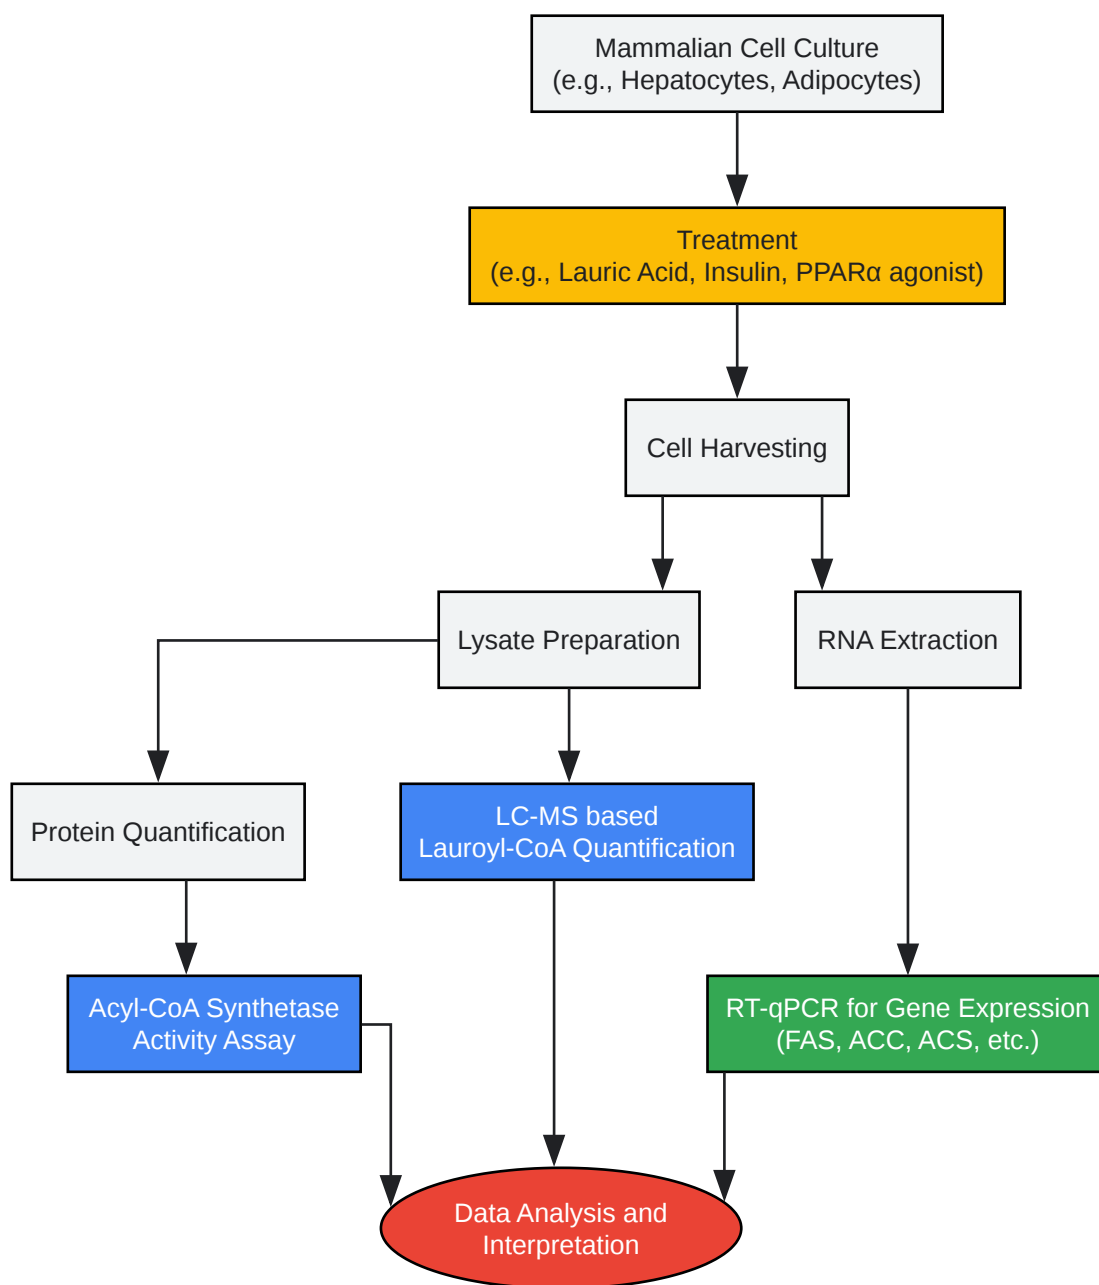 Mammalian Cell Culture
(e.g., Hepatocytes, Adipocytes)
Treatment
(e.g., Lauric Acid, Insulin, PPARα agonist)
Cell Harvesting
Lysate Preparation
RNA Extraction
Protein Quantification
LC-MS based
Lauroyl-CoA Quantification
Acyl-CoA Synthetase
Activity Assay
RT-qPCR for Gene Expression
(FAS, ACC, ACS, etc.)
Data Analysis and
Interpretation